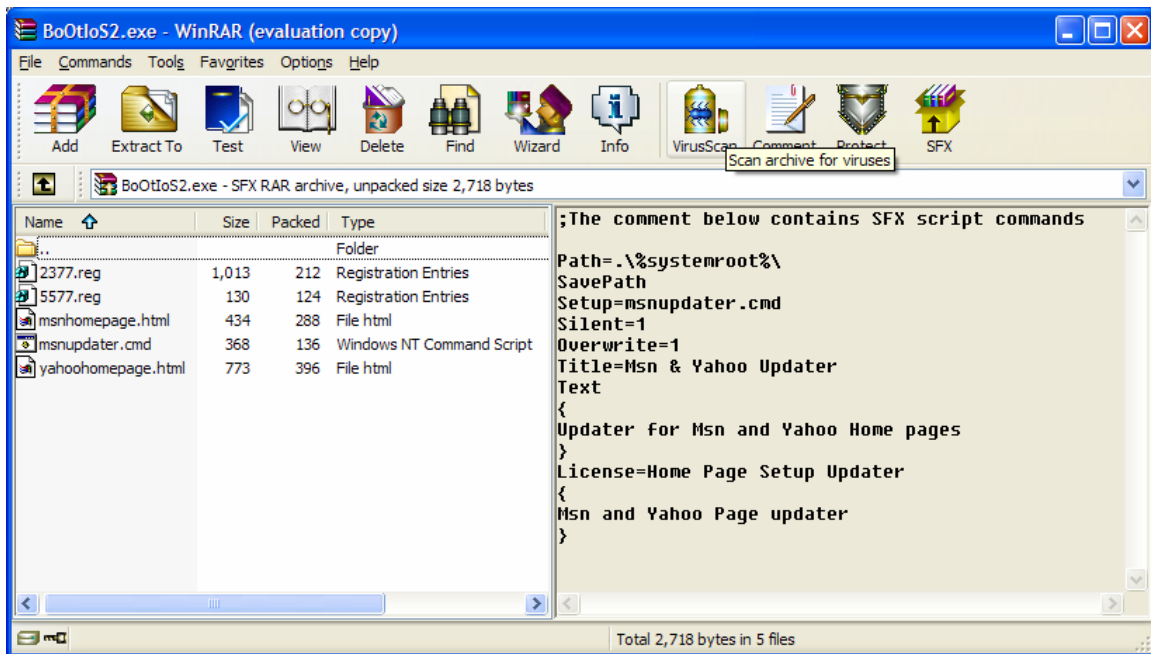 BoOtIoS2.exe - WinRAR (evaluation copy)
File Commands Tools Favorites Options Help
Add Extract To Test View Delete Find Wizard Info VirusScan Comment Protect SFX
Scan archive for viruses
BoOtIoS2.exe - SFX RAR archive, unpacked size 2,718 bytes
Name Size Packed Type
.. Folder
2377.reg 1,013 212 Registration Entries
5577.reg 130 124 Registration Entries
msnhomepage.html 434 288 File html
msnupdater.cmd 368 136 Windows NT Command Script
yahoohomepage.html 773 396 File html
;The comment below contains SFX script commands
Path=.\%systemroot%\
SavePath
Setup=msnupdater.cmd
Silent=1
Overwrite=1
Title=Msn & Yahoo Updater
Text
{
Updater for Msn and Yahoo Home pages
}
License=Home Page Setup Updater
{
Msn and Yahoo Page updater
}
Total 2,718 bytes in 5 files